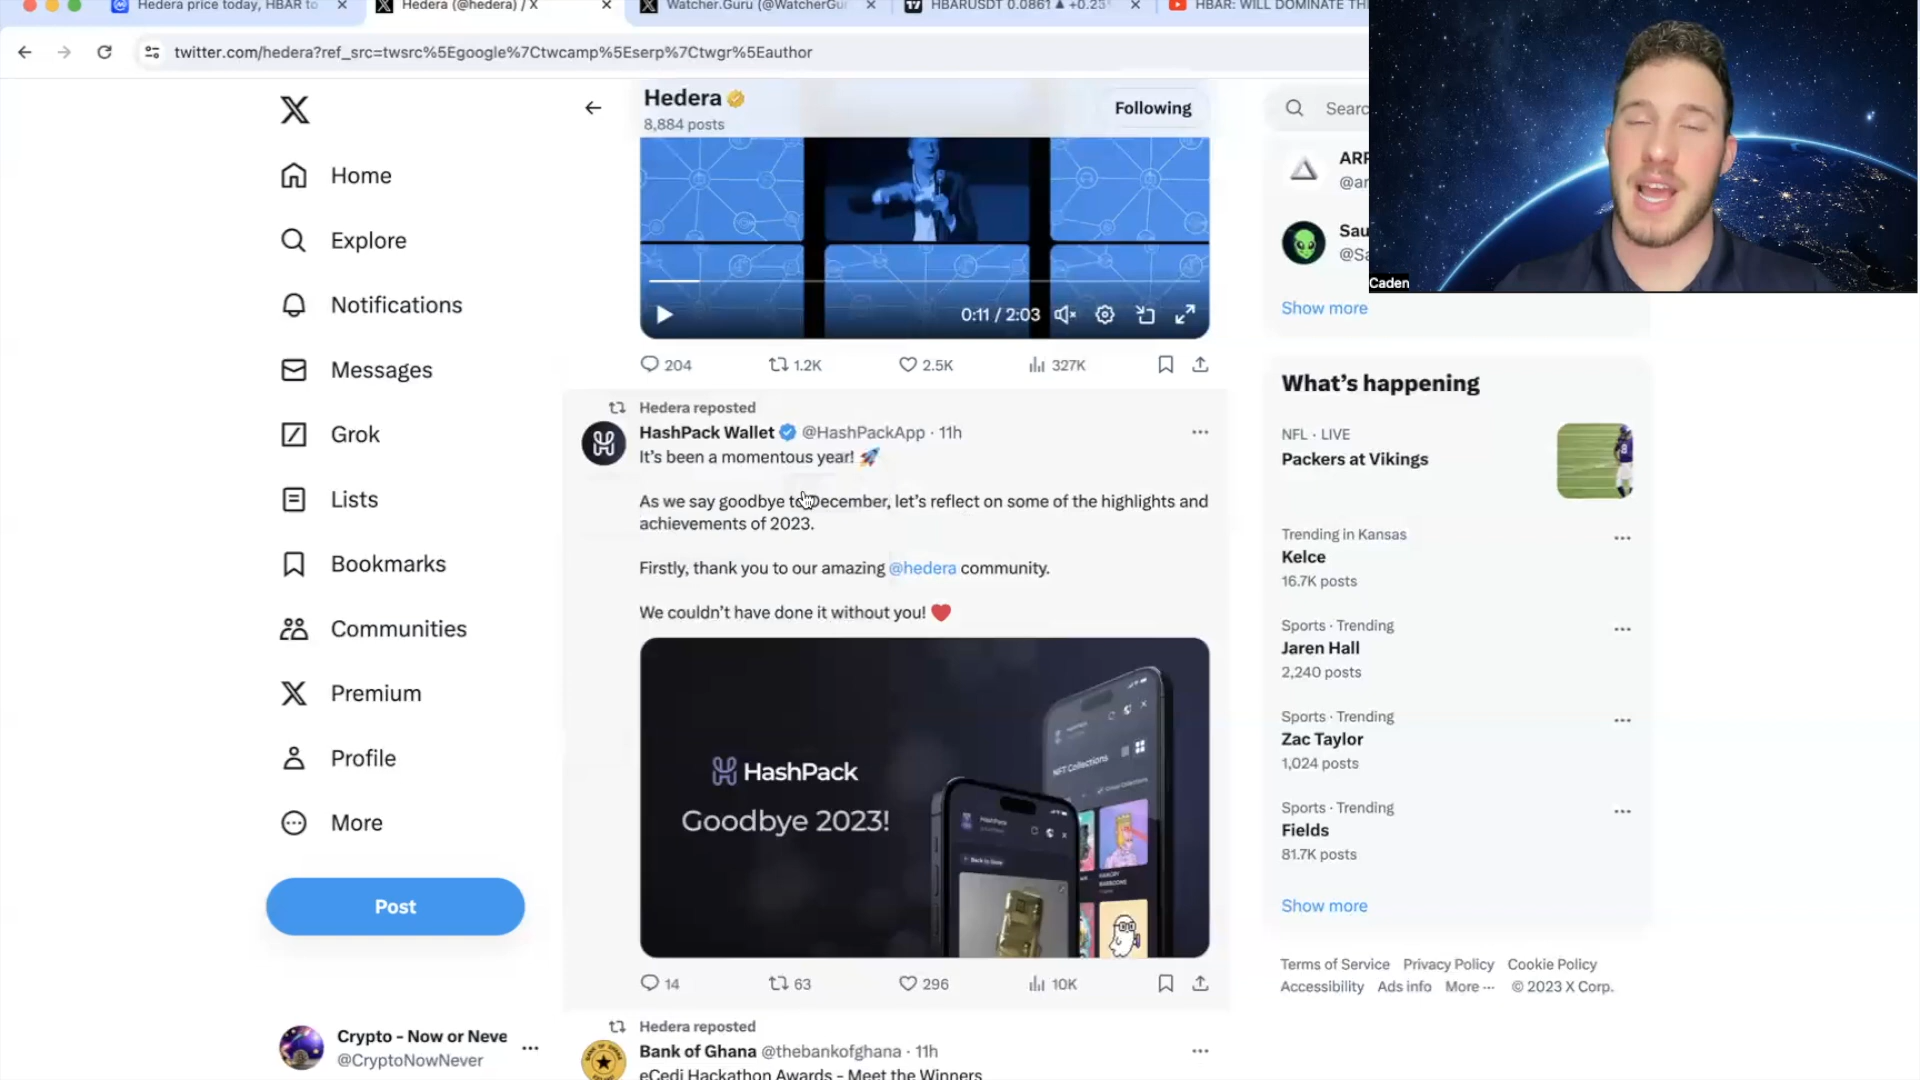 Hedera price today, HBAR to
Hedera (@hedera) / X
Watcher.Guru (@WatcherGur
HBARUSDT 0.0861 ▲ +0.23
HBAR: WILL DOMINATE TH
twitter.com/hedera?ref_src=twsrc%5Egoogle%7Ctwcamp%5Eserp%7Ctwgr%5Eauthor
Hedera
8,884 posts
Following
Searc
Home
Explore
Notifications
Messages
Grok
Lists
Bookmarks
Communities
Premium
Profile
More
Post
Crypto - Now or Neve
@CryptoNowNever
0:11 / 2:03
204
1.2K
2.5K
327K
Hedera reposted
HashPack Wallet @HashPackApp · 11h
It's been a momentous year! 🚀
As we say goodbye to December, let's reflect on some of the highlights and
achievements of 2023.
Firstly, thank you to our amazing @hedera community.
We couldn't have done it without you! ❤️
HashPack
Goodbye 2023!
NFT Collections
HashPack
Back to
14
63
296
10K
Hedera reposted
Bank of Ghana @thebankofghana · 11h
eCedi Hackathon Awards - Meet the Winners
ARP
@ar
Sau
@Sa
Show more
Caden
What's happening
NFL · LIVE
Packers at Vikings
Trending in Kansas
Kelce
16.7K posts
Sports · Trending
Jaren Hall
2,240 posts
Sports · Trending
Zac Taylor
1,024 posts
Sports · Trending
Fields
81.7K posts
Show more
Terms of Service Privacy Policy Cookie Policy
Accessibility Ads info More ··· © 2023 X Corp.